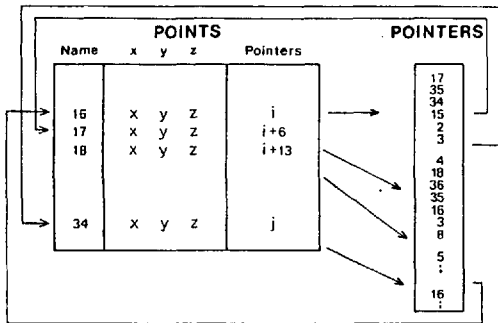 POINTS
POINTERS
Name x y z Pointers
16 x y z i
17 x y z i+6
18 x y z i+13
34 x y z j
17
35
34
15
2
3
4
18
36
35
16
3
8
5
:
16
: